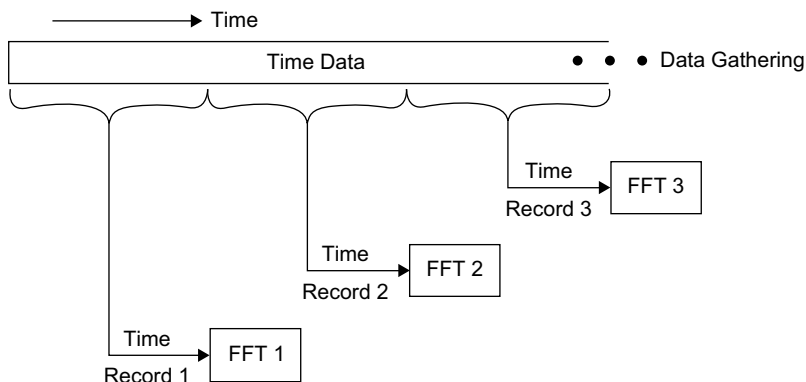 Time
Time Data
Data Gathering
Time
Record 3
FFT 3
Time
Record 2
FFT 2
Time
Record 1
FFT 1